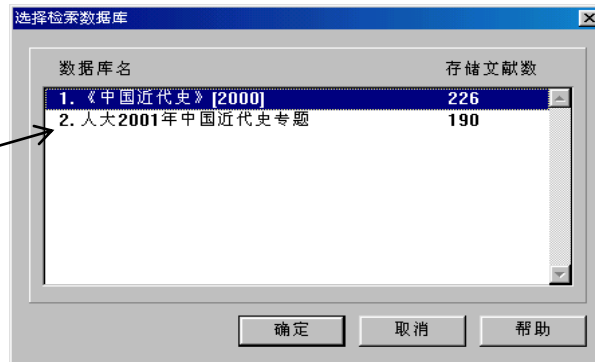 选择检索数据库
数据库名 存储文献数
1.《中国近代史》[2000] 226
2.人大2001年中国近代史专题 190
确定 取消 帮助